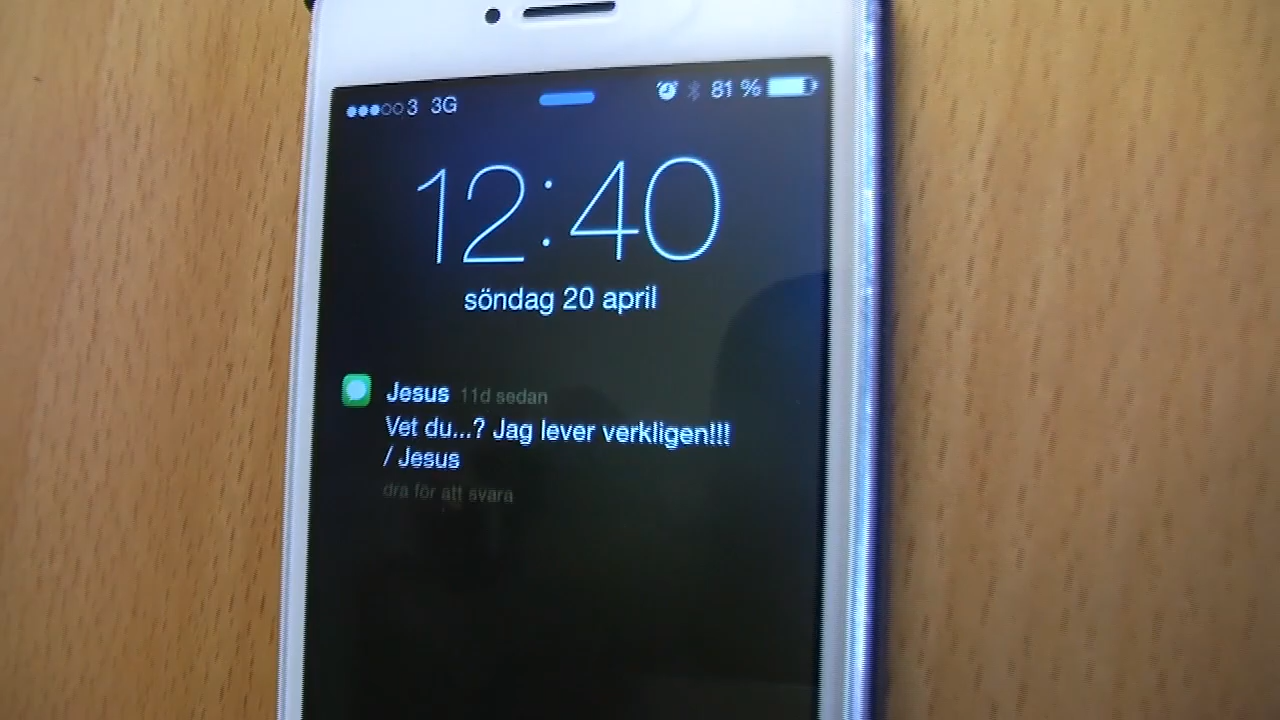 3 3G 81 %
12:40
söndag 20 april
Jesus 11d sedan
Vet du...? Jag lever verkligen!!!
/ Jesus
dra för att svara